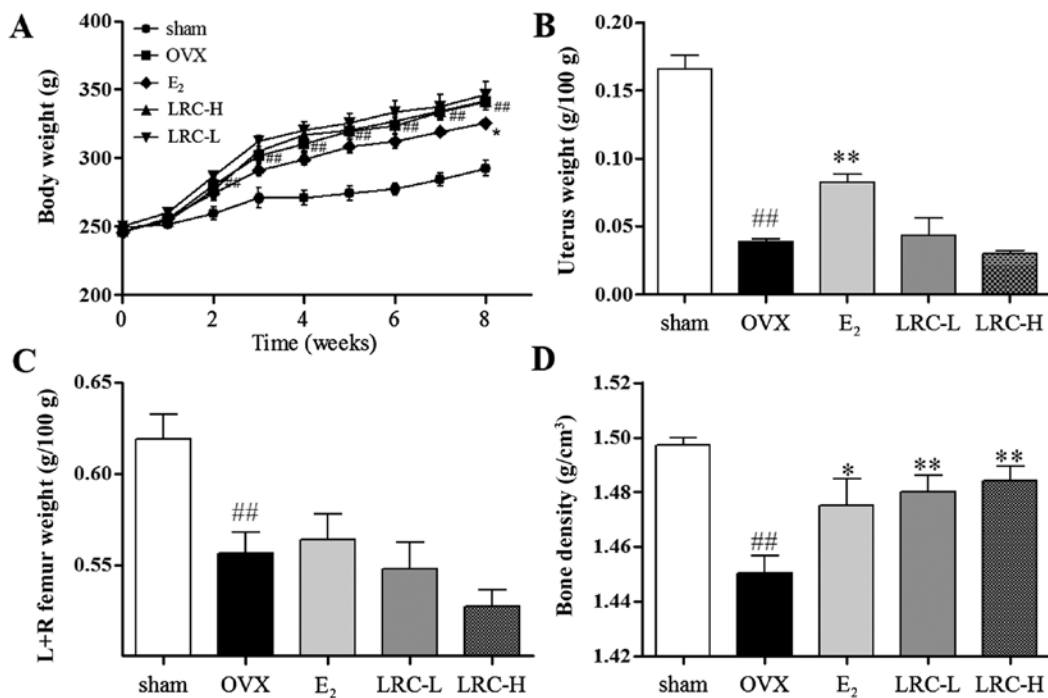 A
Body weight (g)
400
350
300
250
200
sham
OVX
E₂
LRC-H
LRC-L
##
##
##
##
##
##
##
*
0
2
4
6
8
Time (weeks)
B
Uterus weight (g/100 g)
0.20
0.15
0.10
0.05
0.00
##
**
sham
OVX
E₂
LRC-L
LRC-H
C
L+R femur weight (g/100 g)
0.65
0.60
0.55
##
sham
OVX
E₂
LRC-L
LRC-H
D
Bone density (g/cm³)
1.52
1.50
1.48
1.46
1.44
1.42
##
*
**
**
sham
OVX
E₂
LRC-L
LRC-H